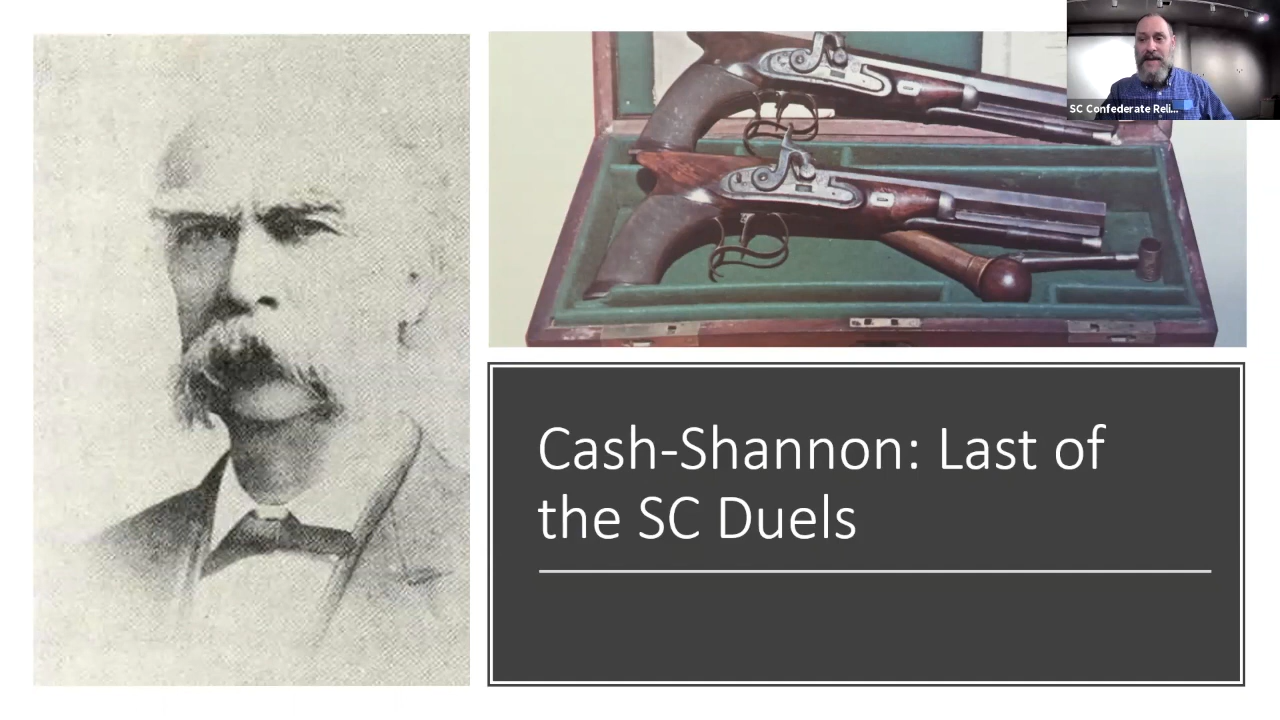 SC Confederate Reli...
Cash-Shannon: Last of
the SC Duels